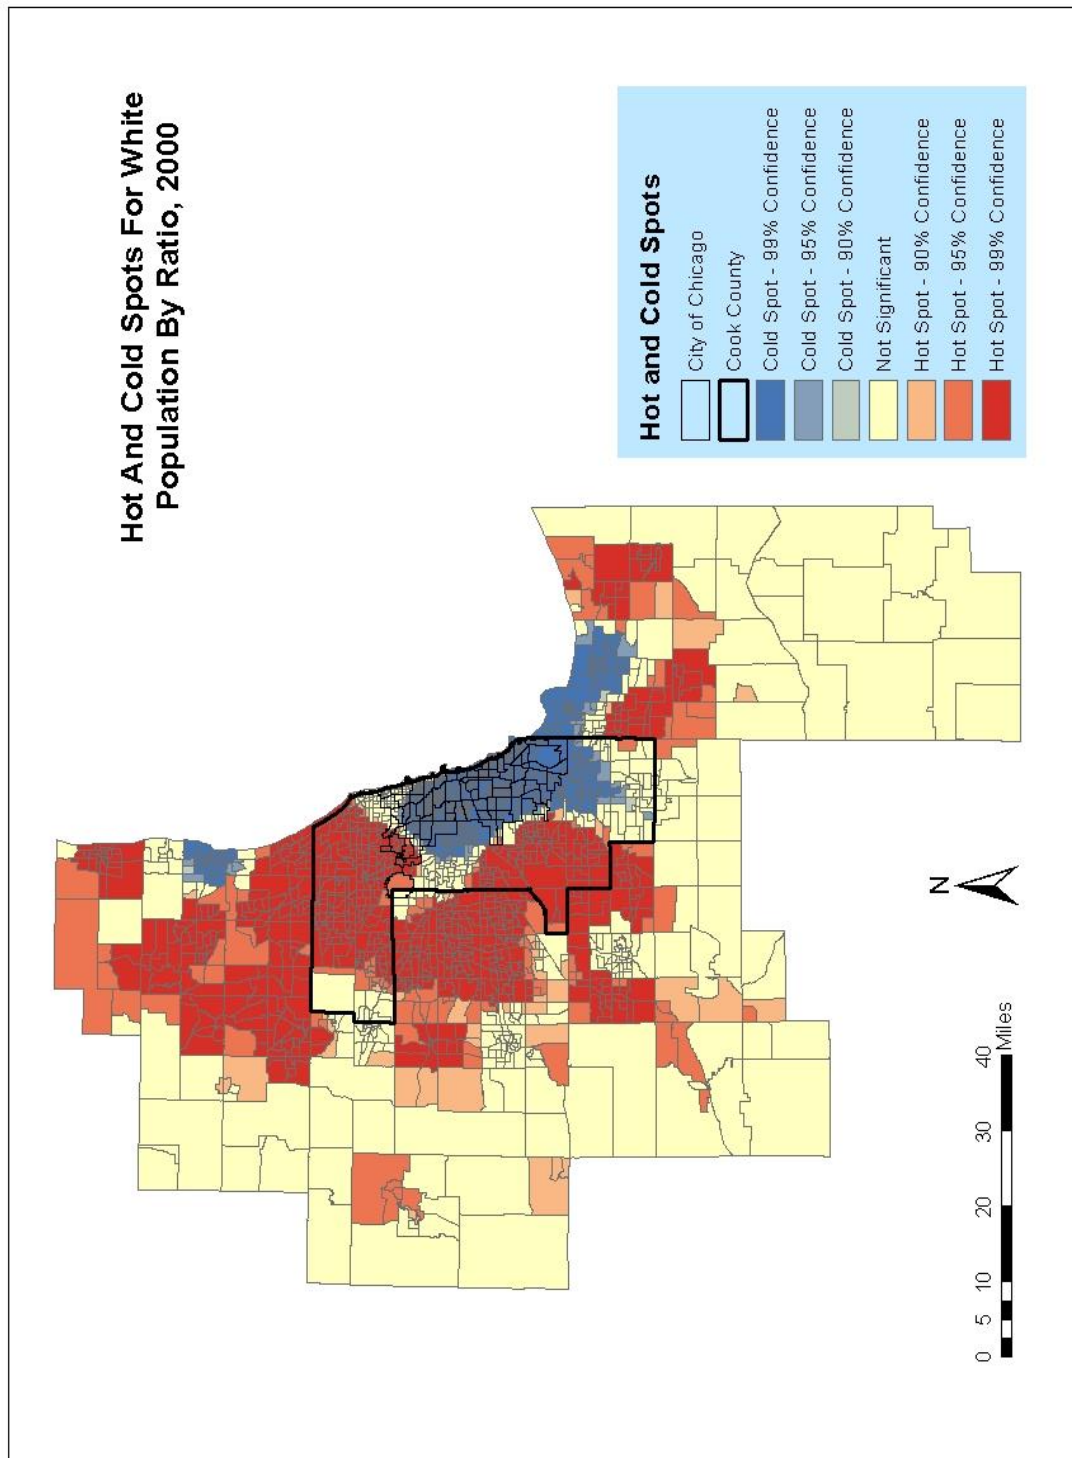 Hot And Cold Spots For White
Population By Ratio, 2000
Hot and Cold Spots
City of Chicago
Cook County
Cold Spot - 99% Confidence
Cold Spot - 95% Confidence
Cold Spot - 90% Confidence
Not Significant
Hot Spot - 90% Confidence
Hot Spot - 95% Confidence
Hot Spot - 99% Confidence
N
0 5 10 20 30 40
Miles